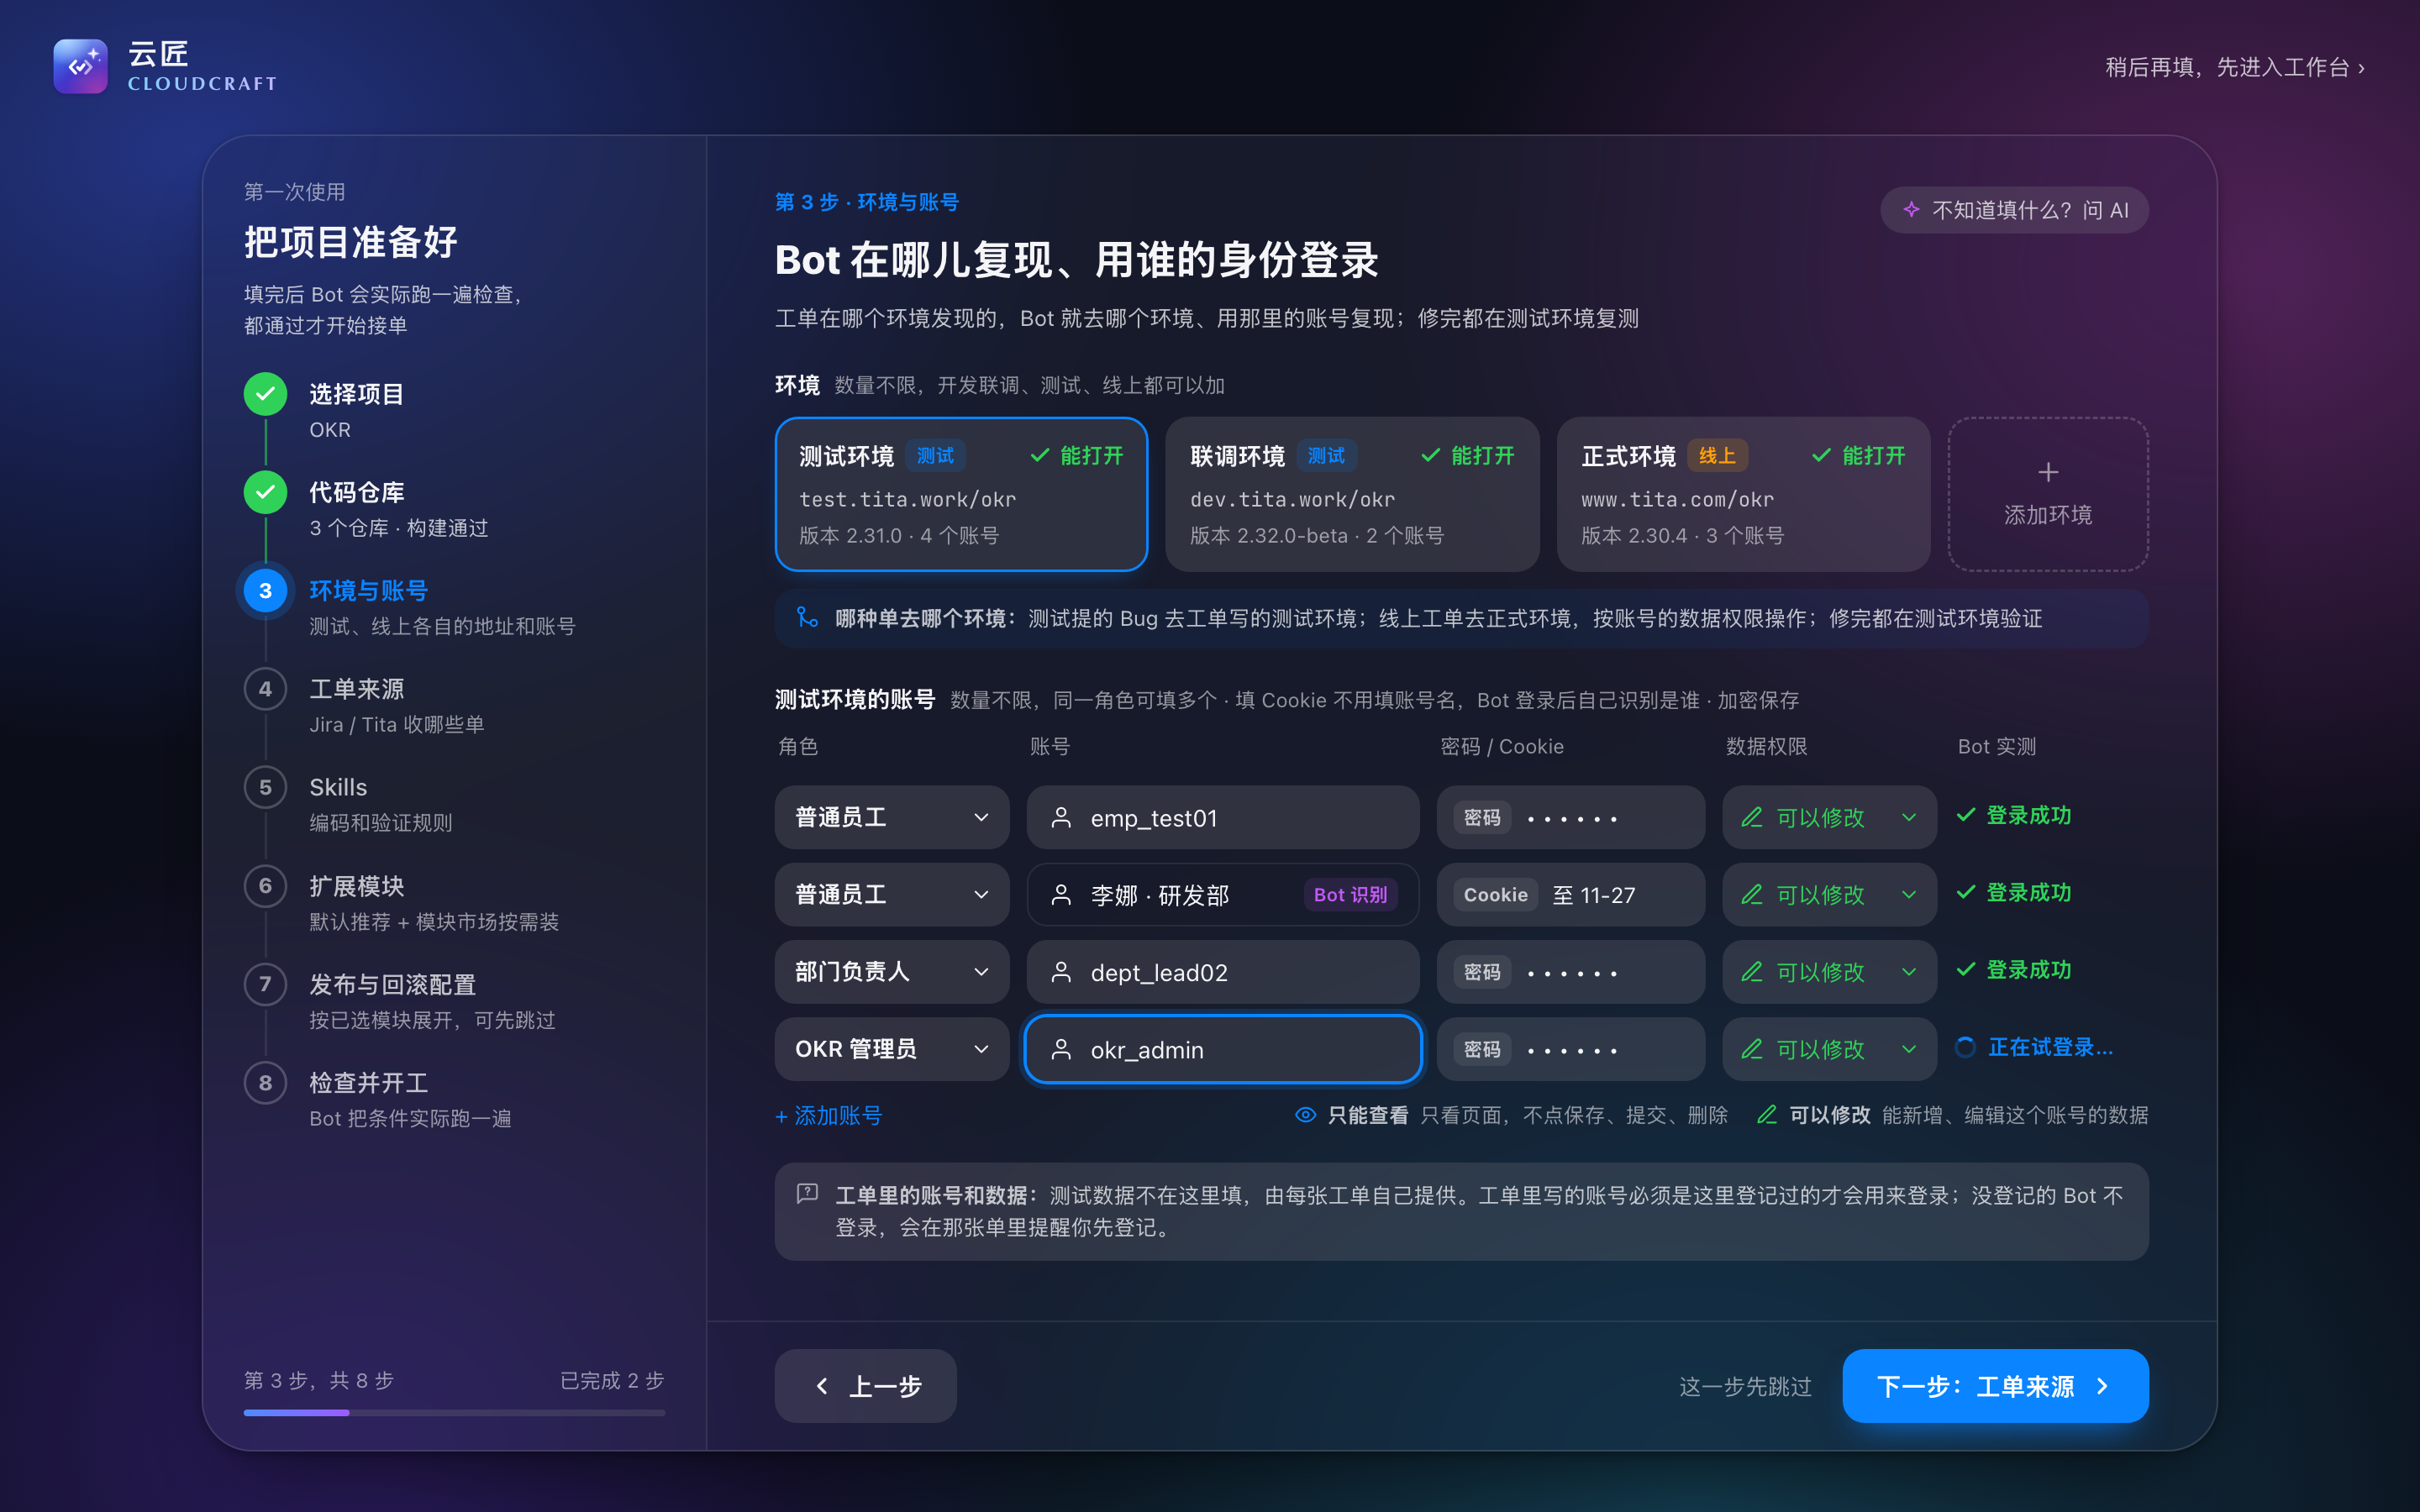 云匠
CLOUDCRAFT
稍后再填，先进入工作台 ›
第一次使用
把项目准备好
填完后 Bot 会实际跑一遍检查，
都通过才开始接单
选择项目
OKR
代码仓库
3 个仓库 · 构建通过
3
环境与账号
测试、线上各自的地址和账号
4
工单来源
Jira / Tita 收哪些单
5
Skills
编码和验证规则
6
扩展模块
默认推荐 + 模块市场按需装
7
发布与回滚配置
按已选模块展开，可先跳过
8
检查并开工
Bot 把条件实际跑一遍
第 3 步，共 8 步
已完成 2 步
第 3 步 · 环境与账号
不知道填什么？问 AI
Bot 在哪儿复现、用谁的身份登录
工单在哪个环境发现的，Bot 就去哪个环境、用那里的账号复现；修完都在测试环境复测
环境 数量不限，开发联调、测试、线上都可以加
测试环境 测试 能打开
test.tita.work/okr
版本 2.31.0 · 4 个账号
联调环境 测试 能打开
dev.tita.work/okr
版本 2.32.0-beta · 2 个账号
正式环境 线上 能打开
www.tita.com/okr
版本 2.30.4 · 3 个账号
+
添加环境
哪种单去哪个环境：测试提的 Bug 去工单写的测试环境；线上工单去正式环境，按账号的数据权限操作；修完都在测试环境验证
测试环境的账号 数量不限，同一角色可填多个 · 填 Cookie 不用填账号名，Bot 登录后自己识别是谁 · 加密保存
角色 账号 密码 / Cookie 数据权限 Bot 实测
普通员工 emp_test01 密码 •••••• 可以修改 登录成功
普通员工 李娜 · 研发部 Bot 识别 Cookie 至 11-27 可以修改 登录成功
部门负责人 dept_lead02 密码 •••••• 可以修改 登录成功
OKR 管理员 okr_admin 密码 •••••• 可以修改 正在试登录...
+ 添加账号
只能查看 只看页面，不点保存、提交、删除 可以修改 能新增、编辑这个账号的数据
工单里的账号和数据：测试数据不在这里填，由每张工单自己提供。工单里写的账号必须是这里登记过的才会用来登录；没登记的 Bot 不
登录，会在那张单里提醒你先登记。
上一步
这一步先跳过
下一步：工单来源